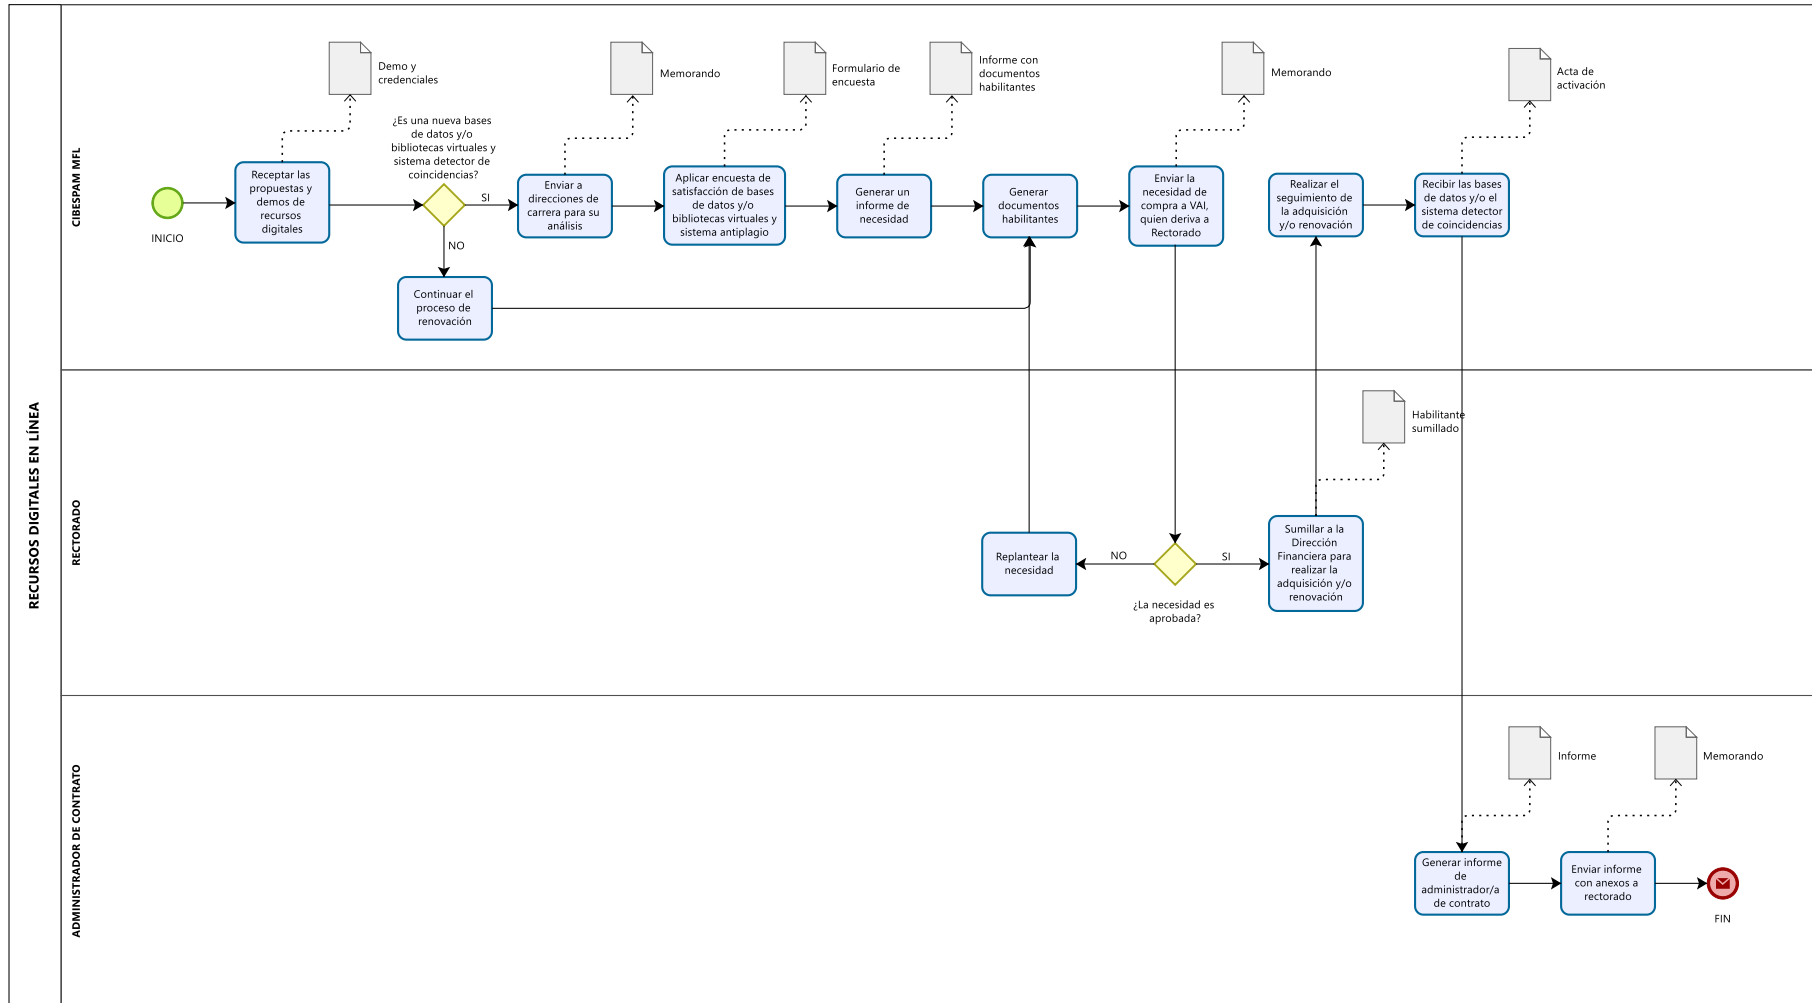 RECURSOS DIGITALES EN LÍNEA
CIBESPAM MFL
INICIO
Receptar las
propuestas y
demos de
recursos
digitales
Demo y
credenciales
¿Es una nueva bases
de datos y/o
bibliotecas virtuales y
sistema detector de
coincidencias?
SI
NO
Continuar el
proceso de
renovación
Enviar a
direcciones de
carrera para su
análisis
Memorando
Aplicar encuesta de
satisfacción de bases
de datos y/o
bibliotecas virtuales y
sistema antiplagio
Formulario de
encuesta
Generar un
informe de
necesidad
Informe con
documentos
habilitantes
Generar
documentos
habilitantes
Enviar la
necesidad de
compra a VAI,
quien deriva a
Rectorado
Memorando
Realizar el
seguimiento de
la adquisición
y/o renovación
Recibir las bases
de datos y/o el
sistema detector
de coincidencias
Acta de
activación
RECTORADO
Replantear la
necesidad
NO
¿La necesidad es
aprobada?
SI
Sumillar a la
Dirección
Financiera para
realizar la
adquisición y/o
renovación
Habilitante
sumillado
ADMINISTRADOR DE CONTRATO
Generar informe
de
administrador/a
de contrato
Informe
Enviar informe
con anexos a
rectorado
Memorando
FIN